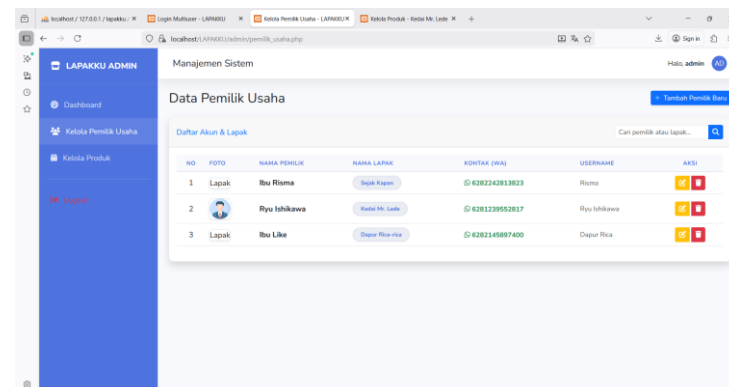 localhost / 127.0.0.1 / lapakku /
Login Multiuser - LAPAKKU
Kelola Pemilik Usaha - LAPAKKU
Kelola Produk - Kedai Mr. Lede
localhost/LAPAKKU/admin/pemilik_usaha.php
Sign in
LAPAKKU ADMIN
Manajemen Sistem
Halo, admin
AD
Dashboard
Kelola Pemilik Usaha
Kelola Produk
Logout
Data Pemilik Usaha
+ Tambah Pemilik Baru
Daftar Akun & Lapak
Cari pemilik atau lapak...
NO FOTO NAMA PEMILIK NAMA LAPAK KONTAK (WA) USERNAME AKSI
1 Lapak Ibu Risma Sejak Kapan 6282242813823 Risma
2 Ryu Ishikawa Kedai Mr. Lede 6281239552817 Ryu Ishikawa
3 Lapak Ibu Like Dapur Rica-rica 6282145897400 Dapur Rica